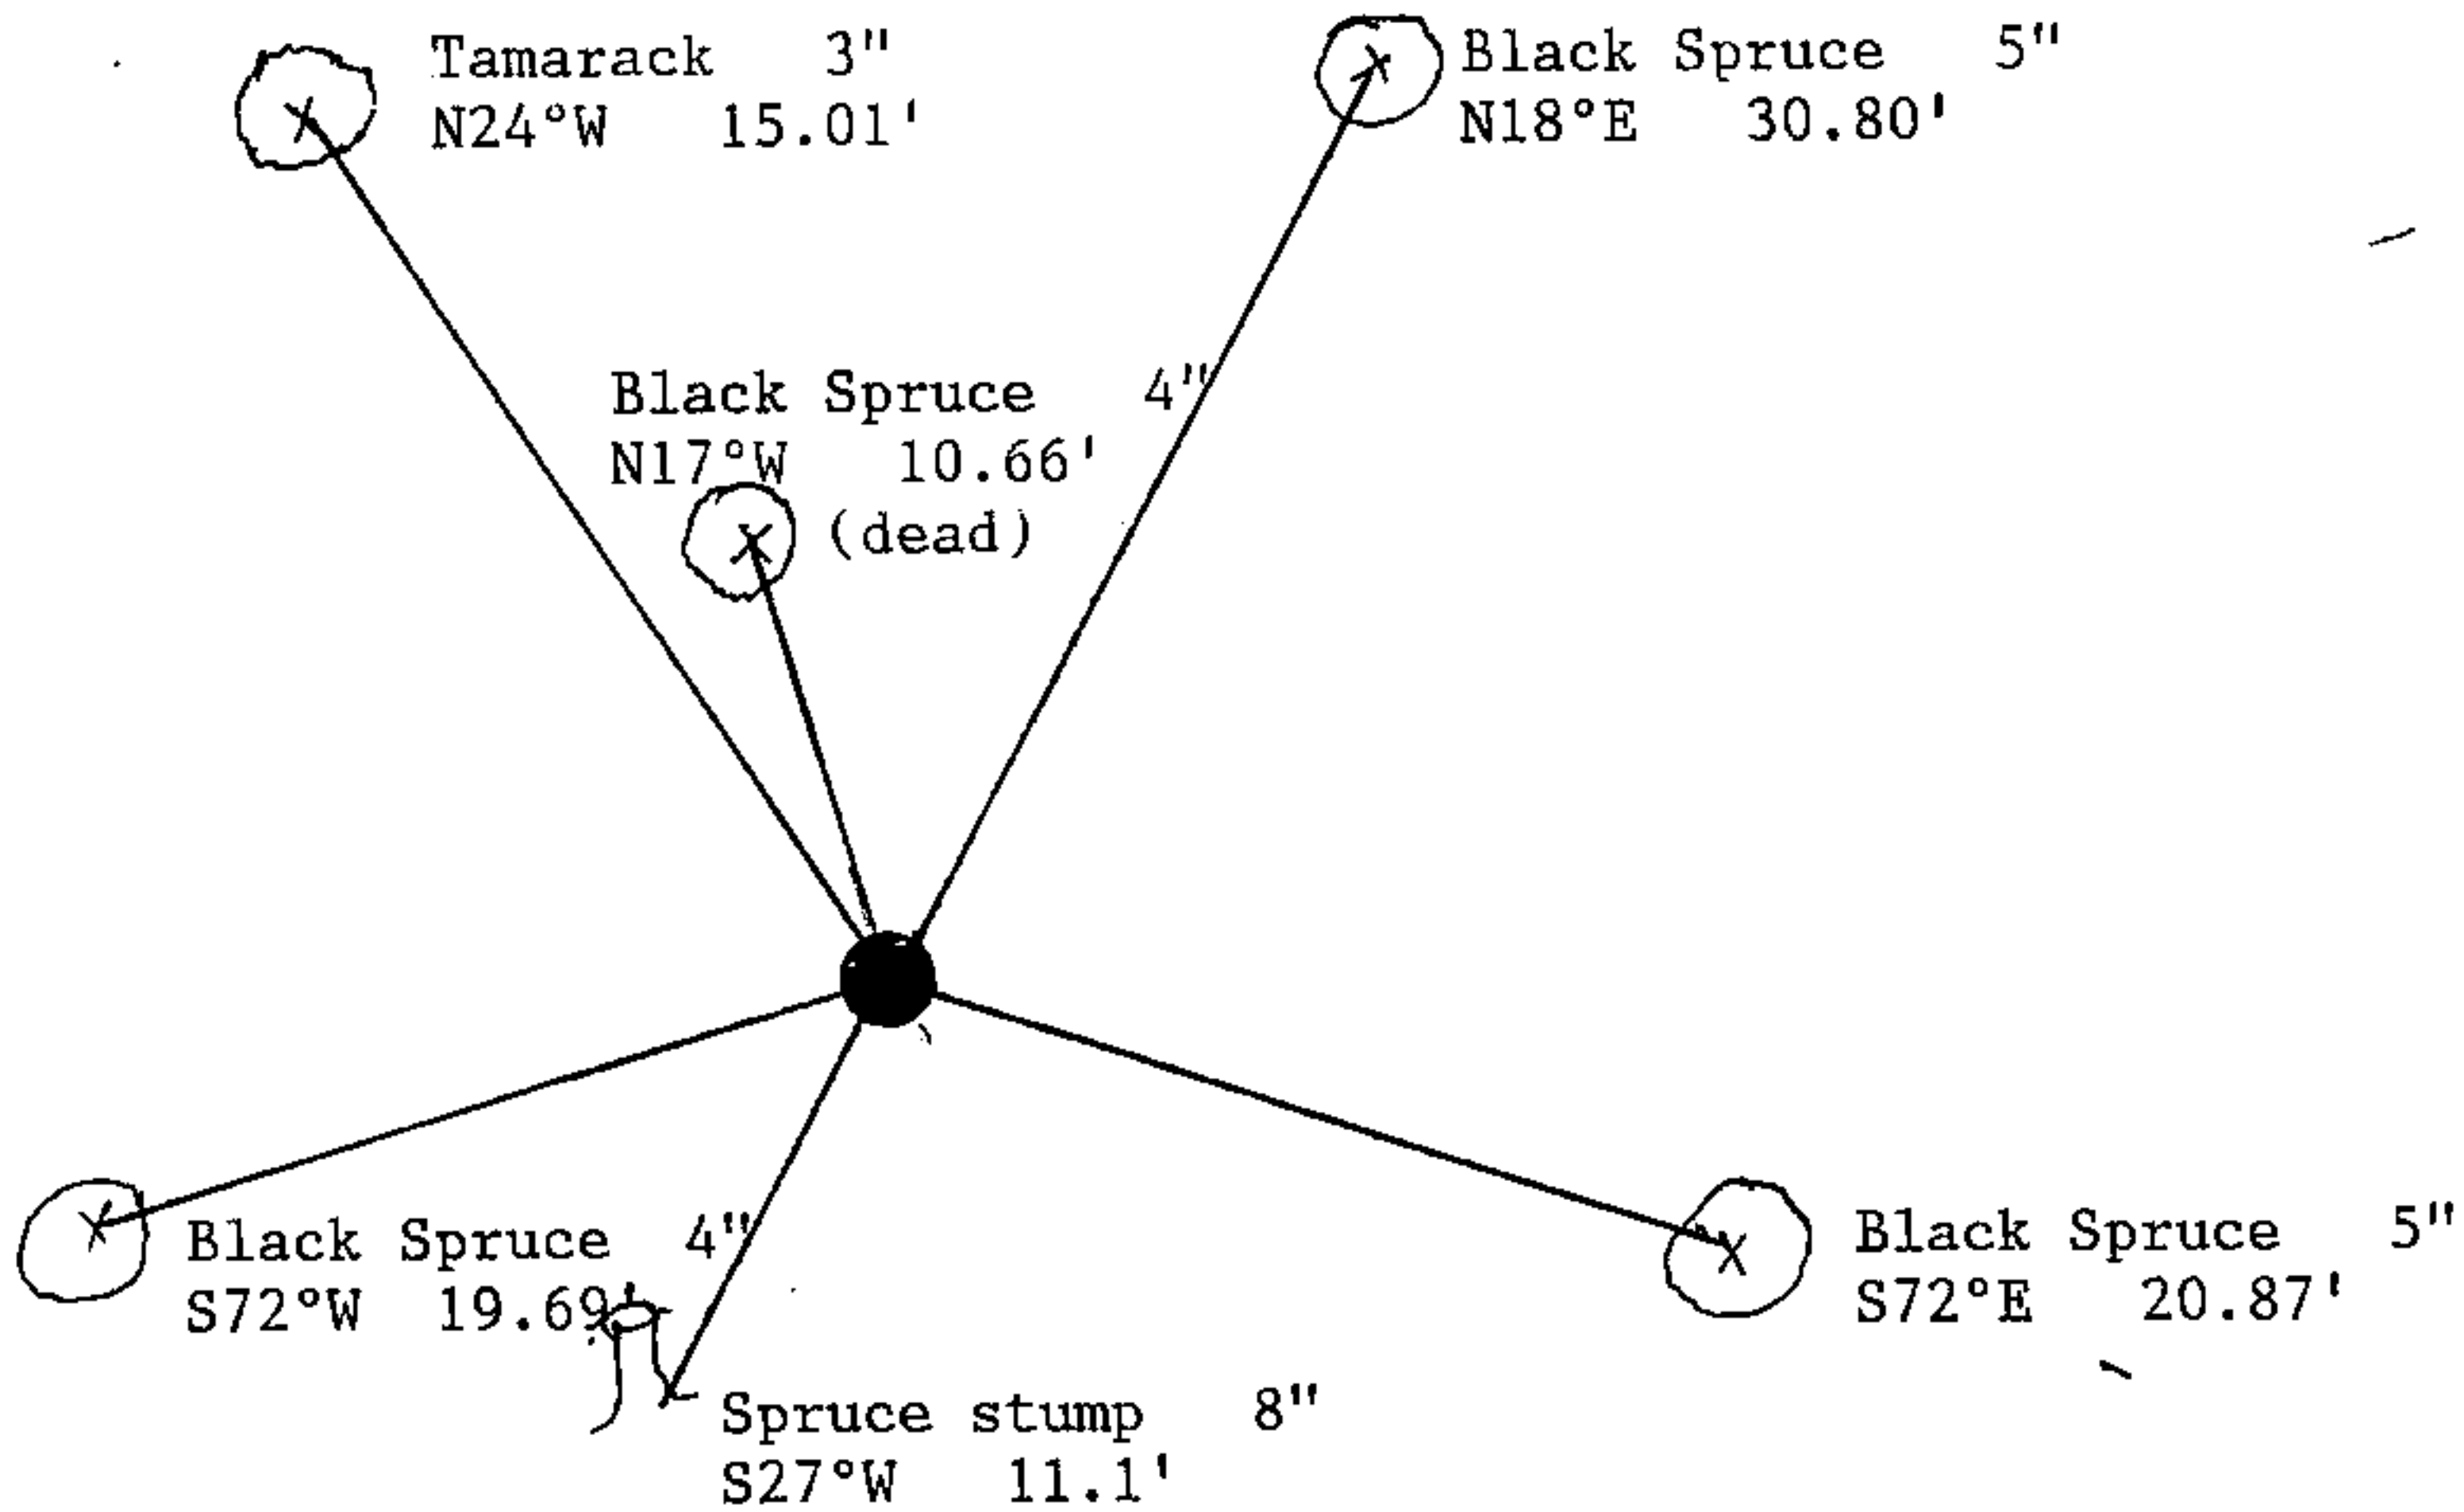 Tamarack 3"
N24°W 15.01'
Black Spruce 5"
N18°E 30.80'
Black Spruce 4"
N17°W 10.66'
(dead)
Black Spruce 4"
S72°W 19.69'
Black Spruce 5"
S72°E 20.87'
Spruce stump 8"
S27°W 11.1'